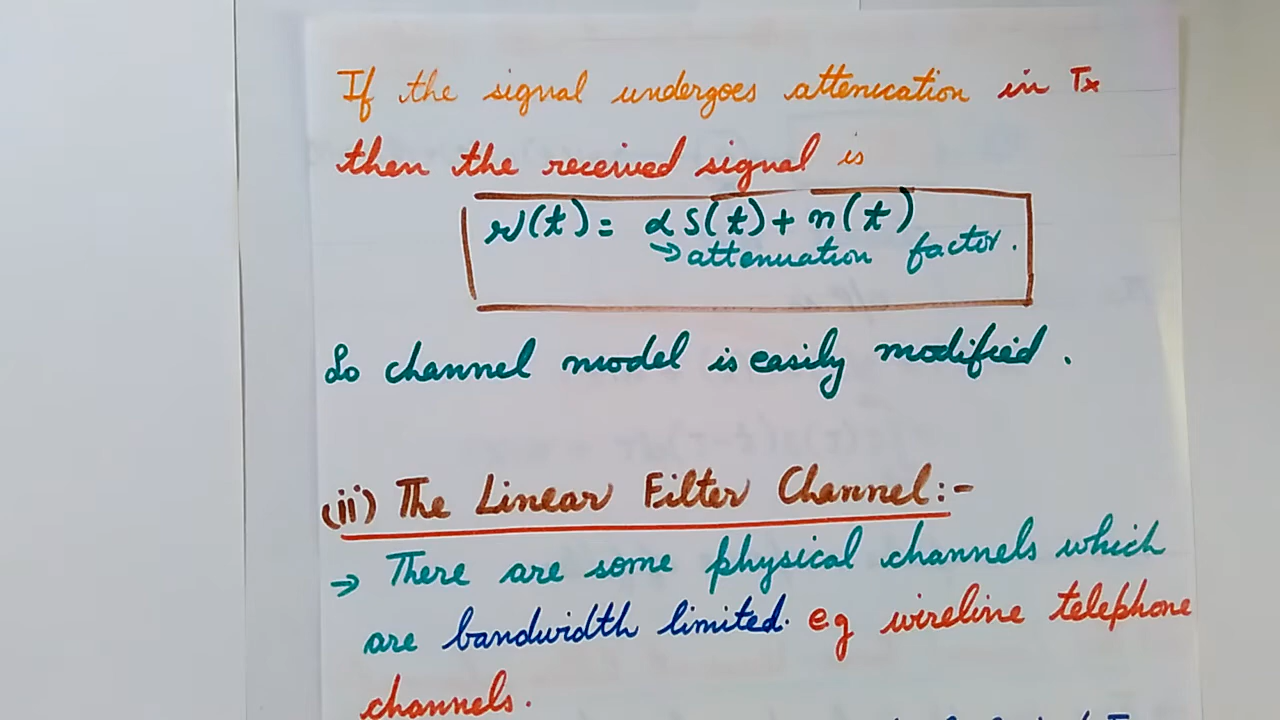 If the signal undergoes attenuation in Tx
then the received signal is
r(t) = αS(t) + n(t)
→ attenuation factor.
So channel model is easily modified.
(ii) The Linear Filter Channel:-
→ There are some physical channels which
are bandwidth limited. eg wireline telephone
channels.